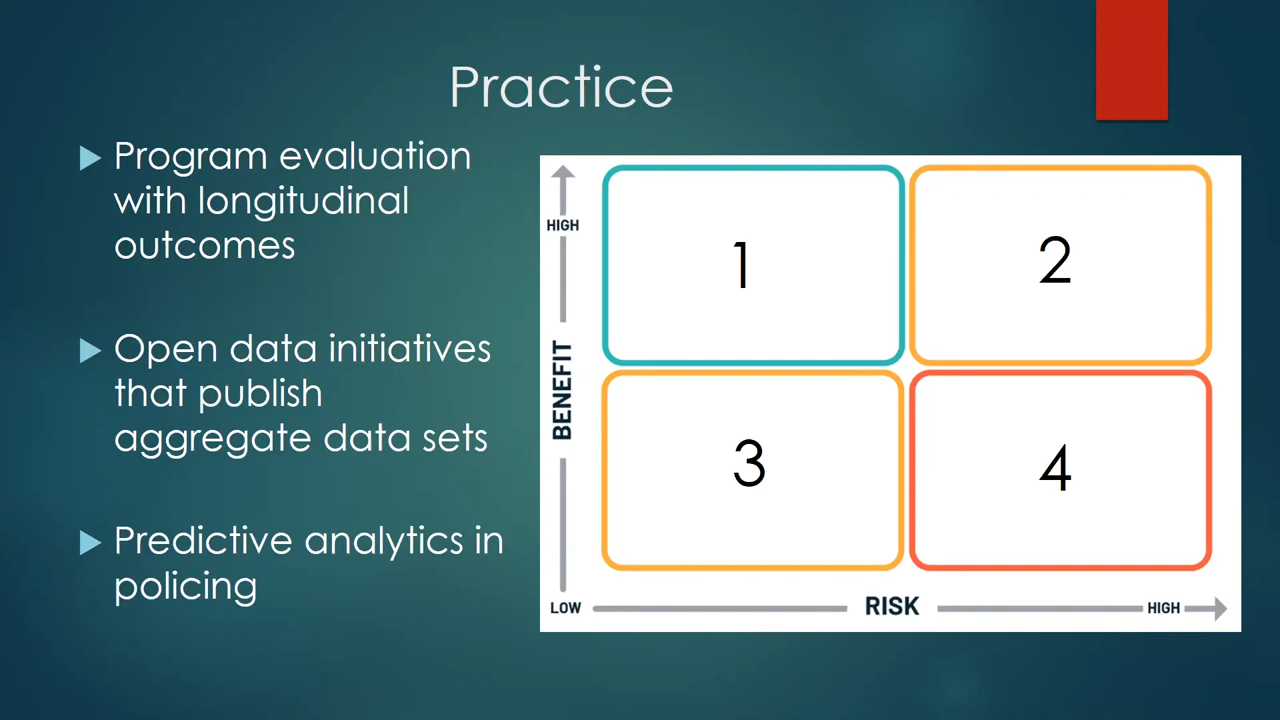 Practice
Program evaluation
with longitudinal
outcomes
Open data initiatives
that publish
aggregate data sets
Predictive analytics in
policing
HIGH
BENEFIT
LOW
1
2
3
4
RISK
HIGH